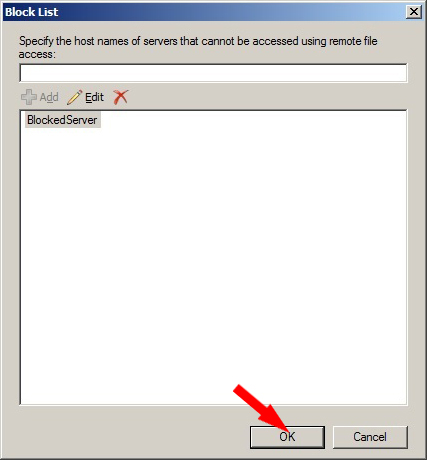 Block List
Specify the host names of servers that cannot be accessed using remote file
access:
Add Edit
BlockedServer
OK Cancel